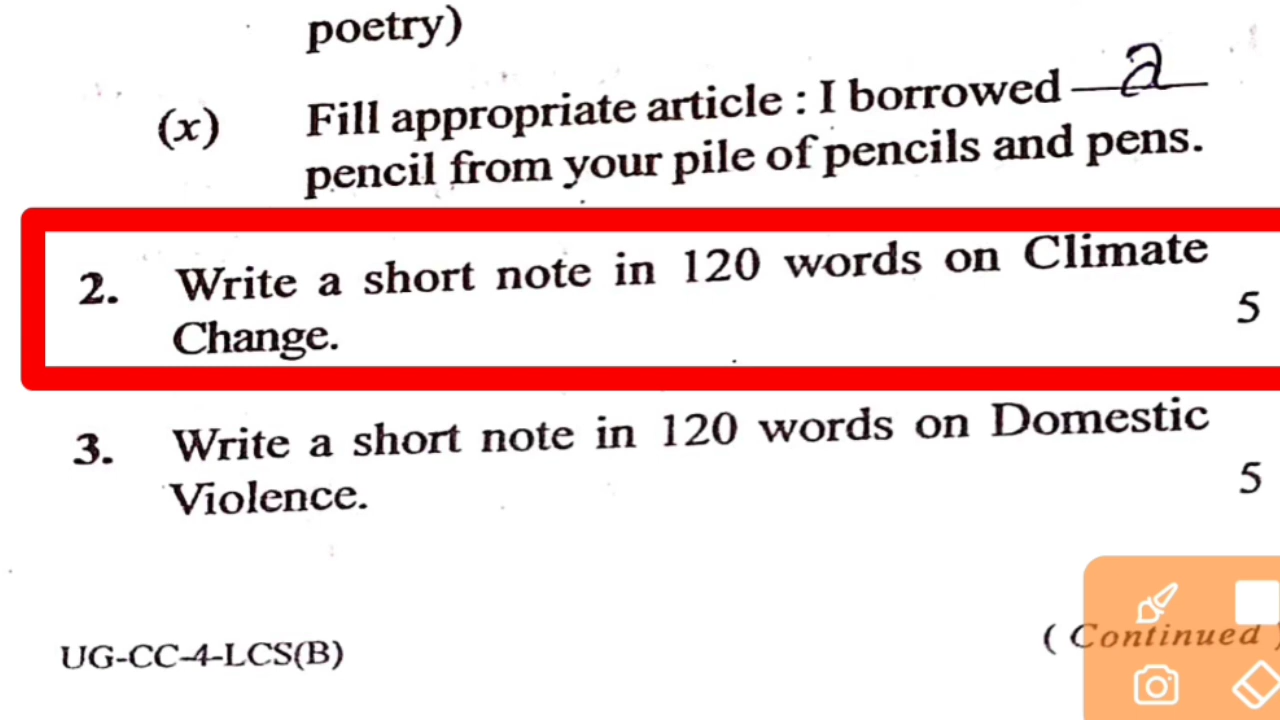 poetry)
(x) Fill appropriate article : I borrowed a
pencil from your pile of pencils and pens.
2. Write a short note in 120 words on Climate
Change. 5
3. Write a short note in 120 words on Domestic
Violence. 5
UG-CC-4-LCS(B) ( Continued )